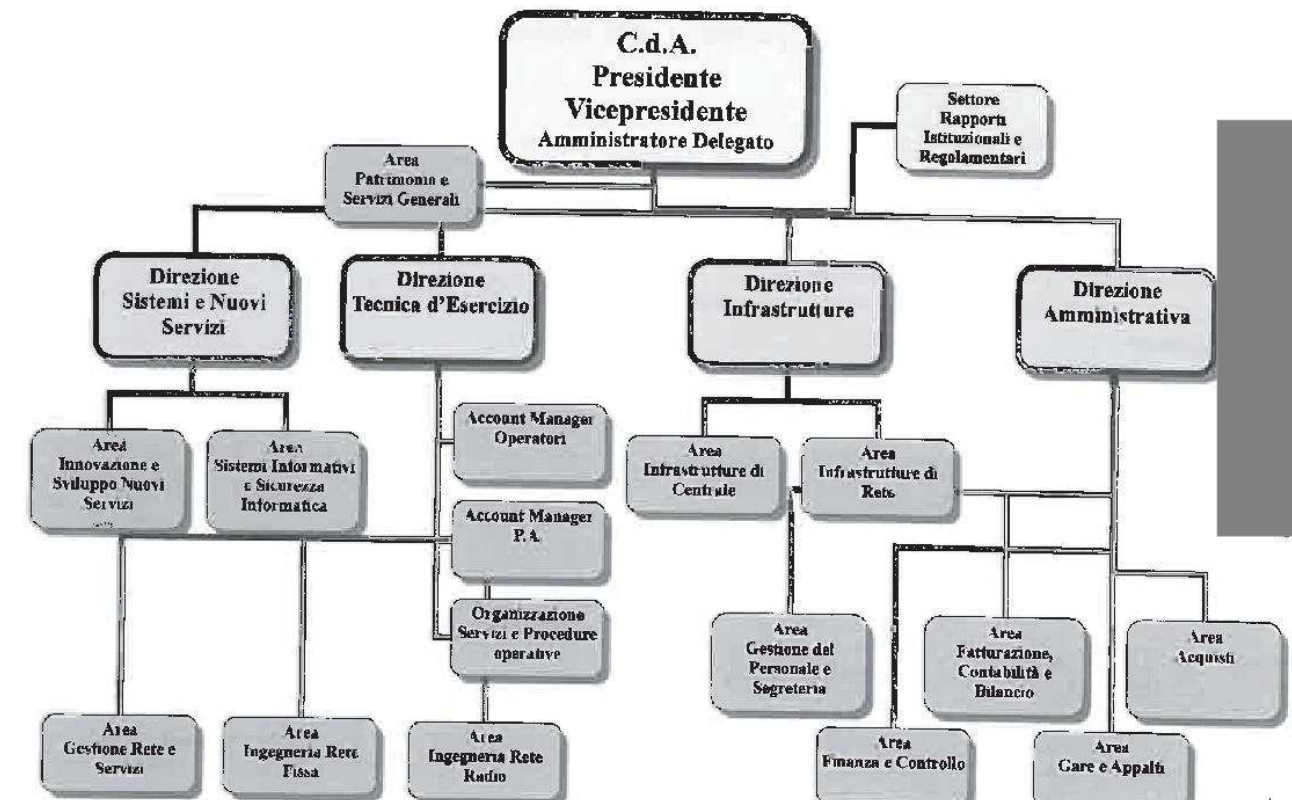 C.d.A.
Presidente
Vicepresidente
Amministratore Delegato
Settore
Rapporti
Istituzionali e
Regolamentari
Area
Patrimonio e
Servizi Generali
Direzione
Sistemi e Nuovi
Servizi
Direzione
Tecnica d'Esercizio
Direzione
Infrastrutture
Direzione
Amministrativa
Area
Innovazione e
Sviluppo Nuovi
Servizi
Area
Sistemi Informativi
e Sicurezza
Informatica
Account Manager
Operatori
Area
Infrastrutture di
Centrale
Area
Infrastrutture di
Rete
Account Manager
P.A.
Organizzazione
Servizi e Procedure
operative
Area
Gestione del
Personale e
Segreteria
Area
Fatturazione,
Contabilità e
Bilancio
Area
Acquisti
Area
Gestione Rete e
Servizi
Area
Ingegneria Rete
Fissa
Area
Ingegneria Rete
Radio
Area
Finanza e Controllo
Area
Gare e Appalti